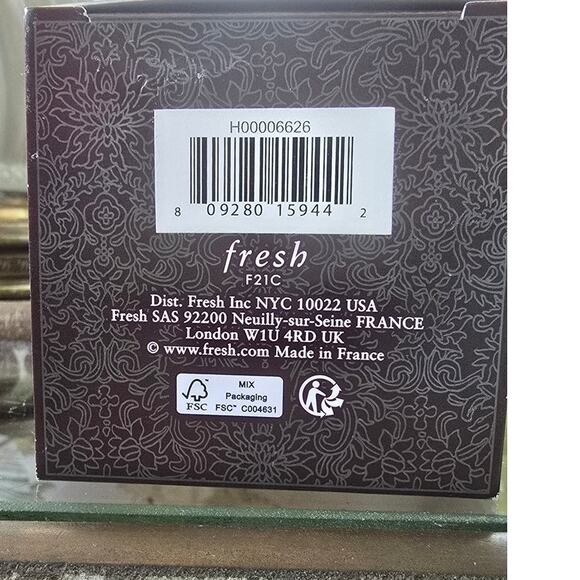 H00006626
8 09280 15944 2
fresh
F21C
Dist. Fresh Inc NYC 10022 USA
Fresh SAS 92200 Neuilly-sur-Seine FRANCE
London W1U 4RD UK
© www.fresh.com Made in France
MIX
Packaging
FSC™ C004631
FSC